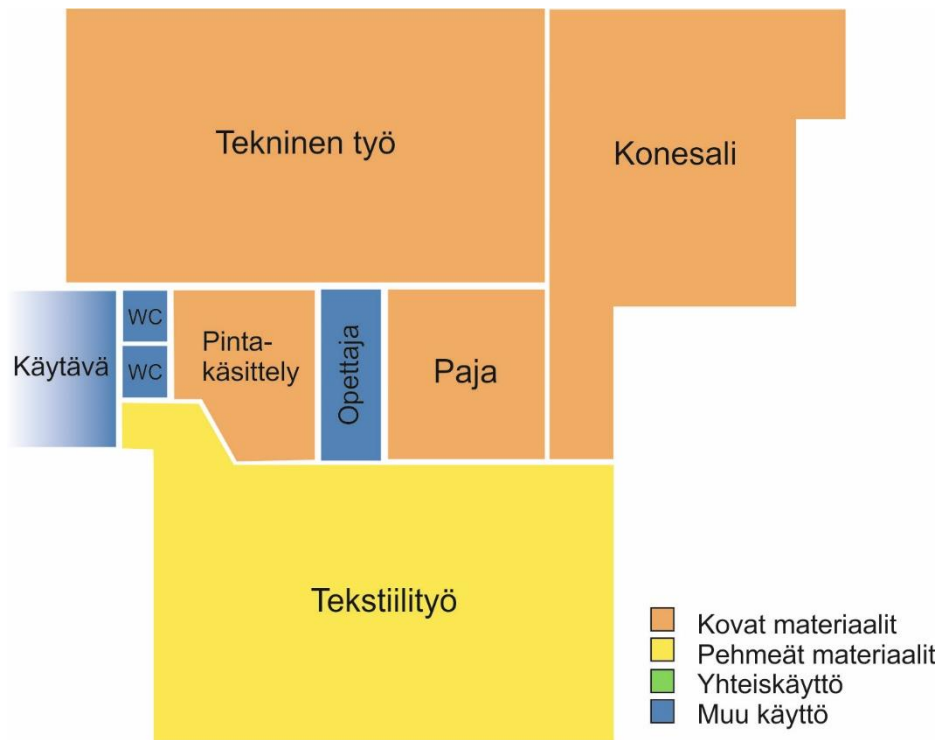 Tekninen työ
Konesali
Käytävä
WC
WC
Pinta-
käsittely
Opettaja
Paja
Tekstiilityö
Kovat materiaalit
Pehmeät materiaalit
Yhteiskäyttö
Muu käyttö